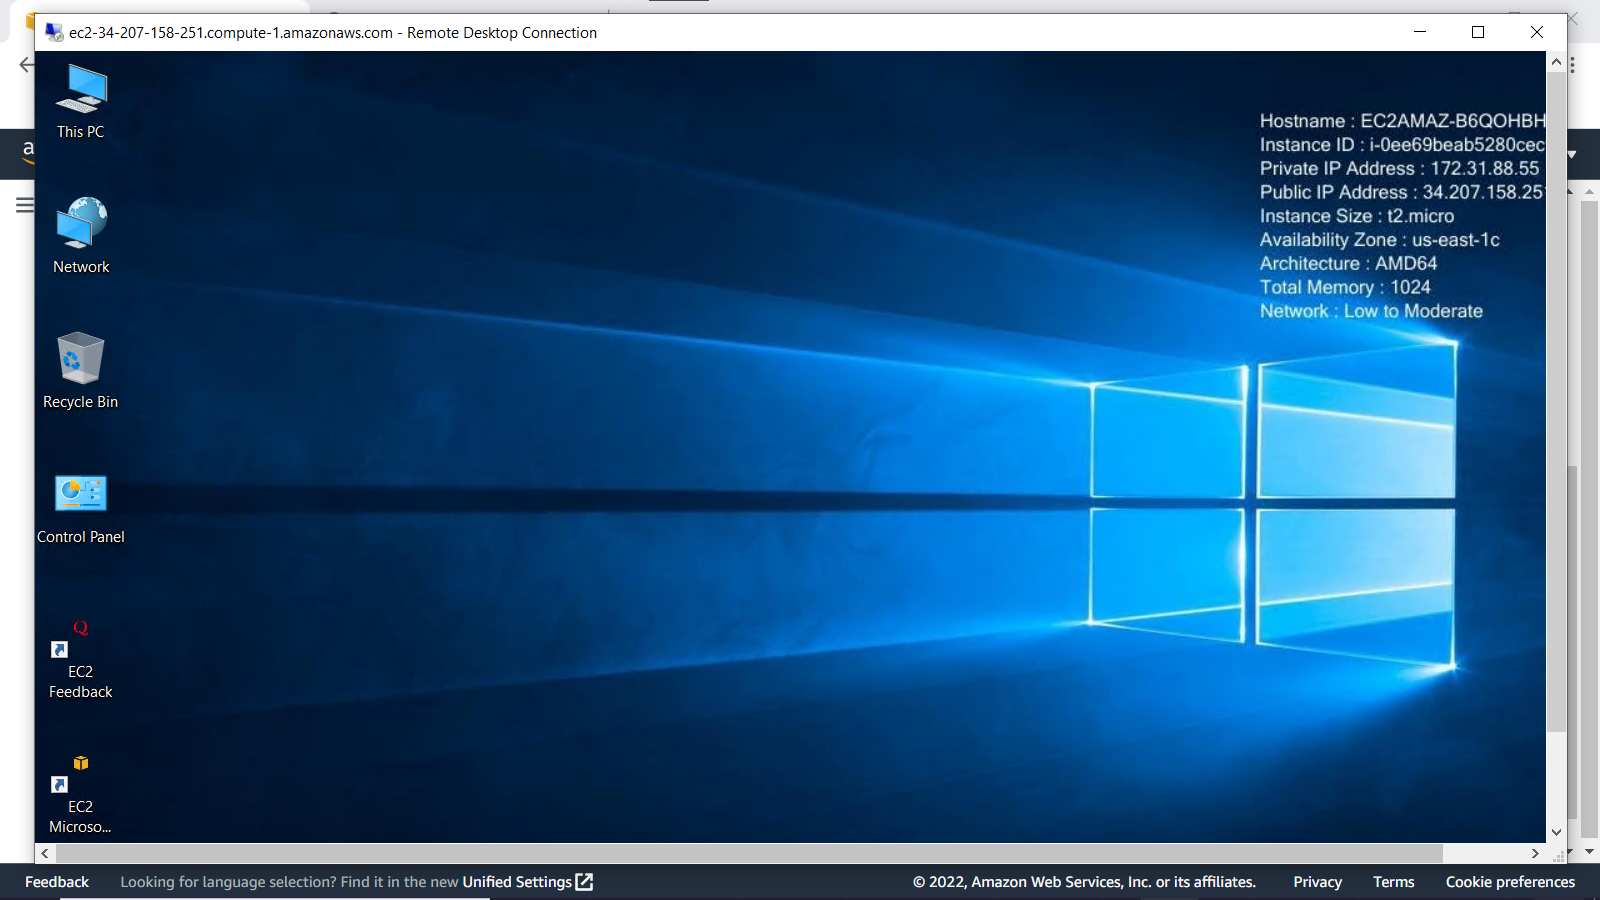 ec2-34-207-158-251.compute-1.amazonaws.com - Remote Desktop Connection
This PC
Network
Recycle Bin
Control Panel
EC2
Feedback
EC2
Microso...
Hostname : EC2AMAZ-B6QOHBH
Instance ID : i-0ee69beab5280cec
Private IP Address : 172.31.88.55
Public IP Address : 34.207.158.251
Instance Size : t2.micro
Availability Zone : us-east-1c
Architecture : AMD64
Total Memory : 1024
Network : Low to Moderate
Feedback Looking for language selection? Find it in the new Unified Settings © 2022, Amazon Web Services, Inc. or its affiliates. Privacy Terms Cookie preferences